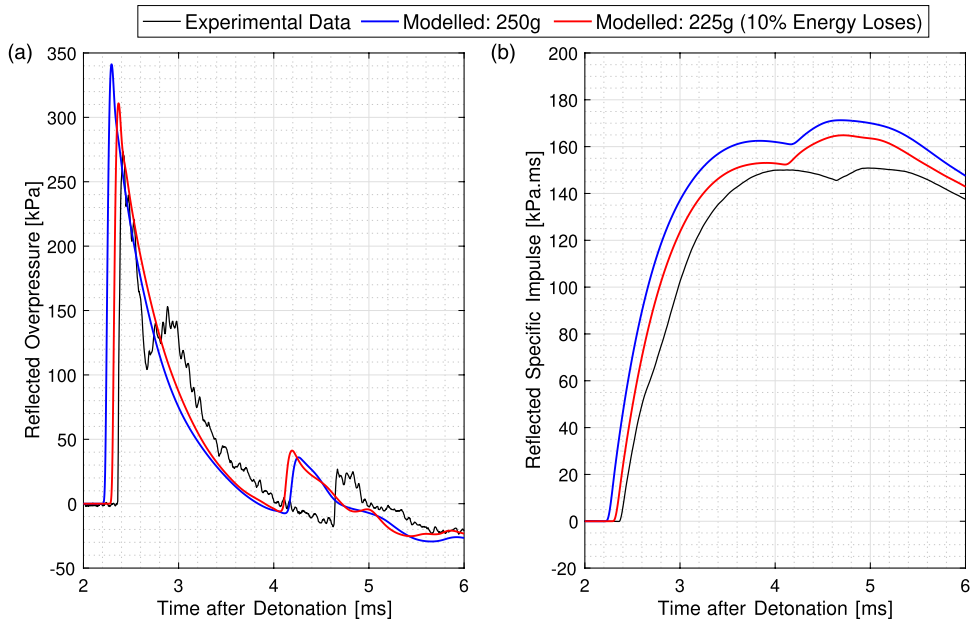 Experimental Data Modelled: 250g Modelled: 225g (10% Energy Loses)
(a)
350
300
250
200
150
100
50
0
-50
2 3 4 5 6
Reflected Overpressure [kPa]
Time after Detonation [ms]
(b)
200
180
160
140
120
100
80
60
40
20
0
-20
2 3 4 5 6
Reflected Specific Impulse [kPa.ms]
Time after Detonation [ms]